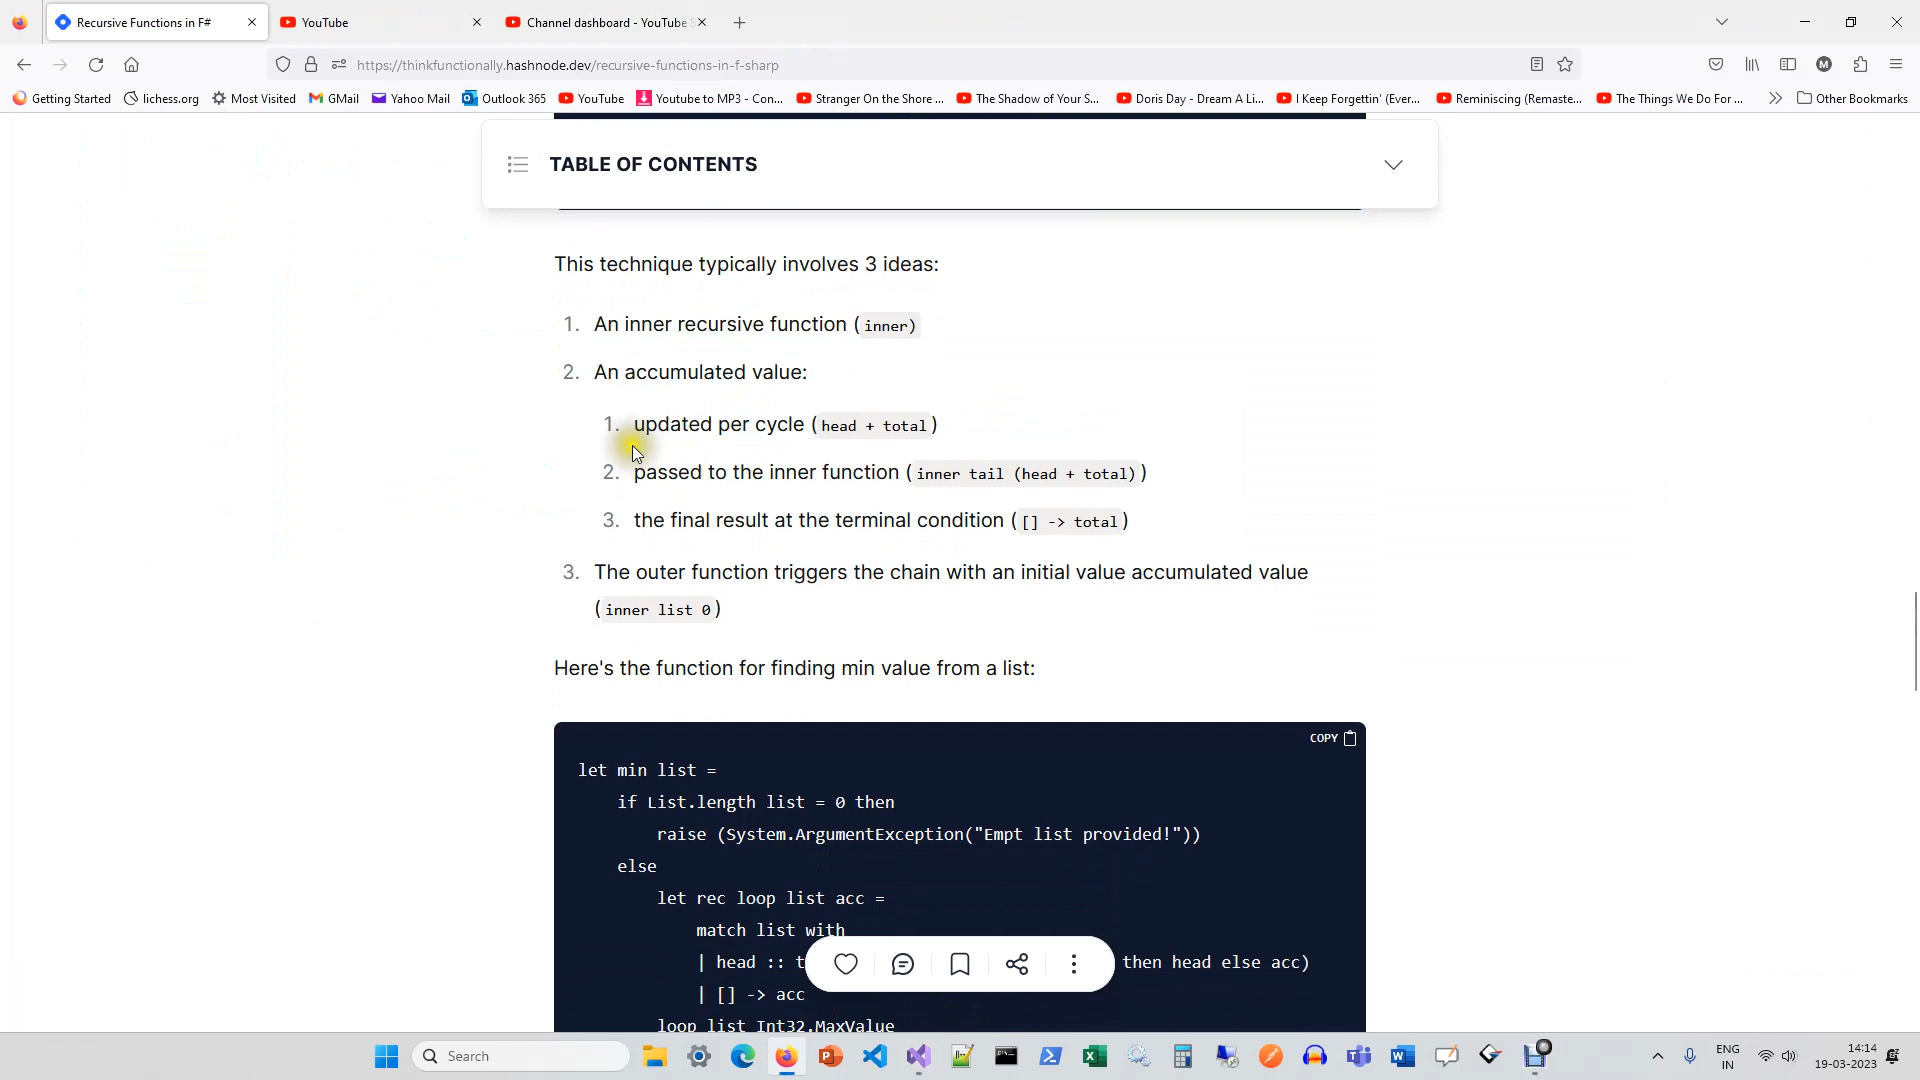 Recursive Functions in F#
YouTube
Channel dashboard - YouTube S
https://thinkfunctionally.hashnode.dev/recursive-functions-in-f-sharp
M
Getting Started
lichess.org
Most Visited
GMail
Yahoo Mail
Outlook 365
YouTube
Youtube to MP3 - Con...
Stranger On the Shore ...
The Shadow of Your S...
Doris Day - Dream A Li...
I Keep Forgettin' (Ever...
Reminiscing (Remaste...
The Things We Do For ...
Other Bookmarks
TABLE OF CONTENTS
This technique typically involves 3 ideas:
1. An inner recursive function (inner)
2. An accumulated value:
1. updated per cycle (head + total)
2. passed to the inner function (inner tail (head + total))
3. the final result at the terminal condition ([] -> total)
3. The outer function triggers the chain with an initial value accumulated value
(inner list 0)
Here's the function for finding min value from a list:
COPY
let min list =
if List.length list = 0 then
raise (System.ArgumentException("Empt list provided!"))
else
let rec loop list acc =
match list with
| head :: t then head else acc)
| [] -> acc
loop list Int32.MaxValue
Search
ENG
IN
14:14
19-03-2023